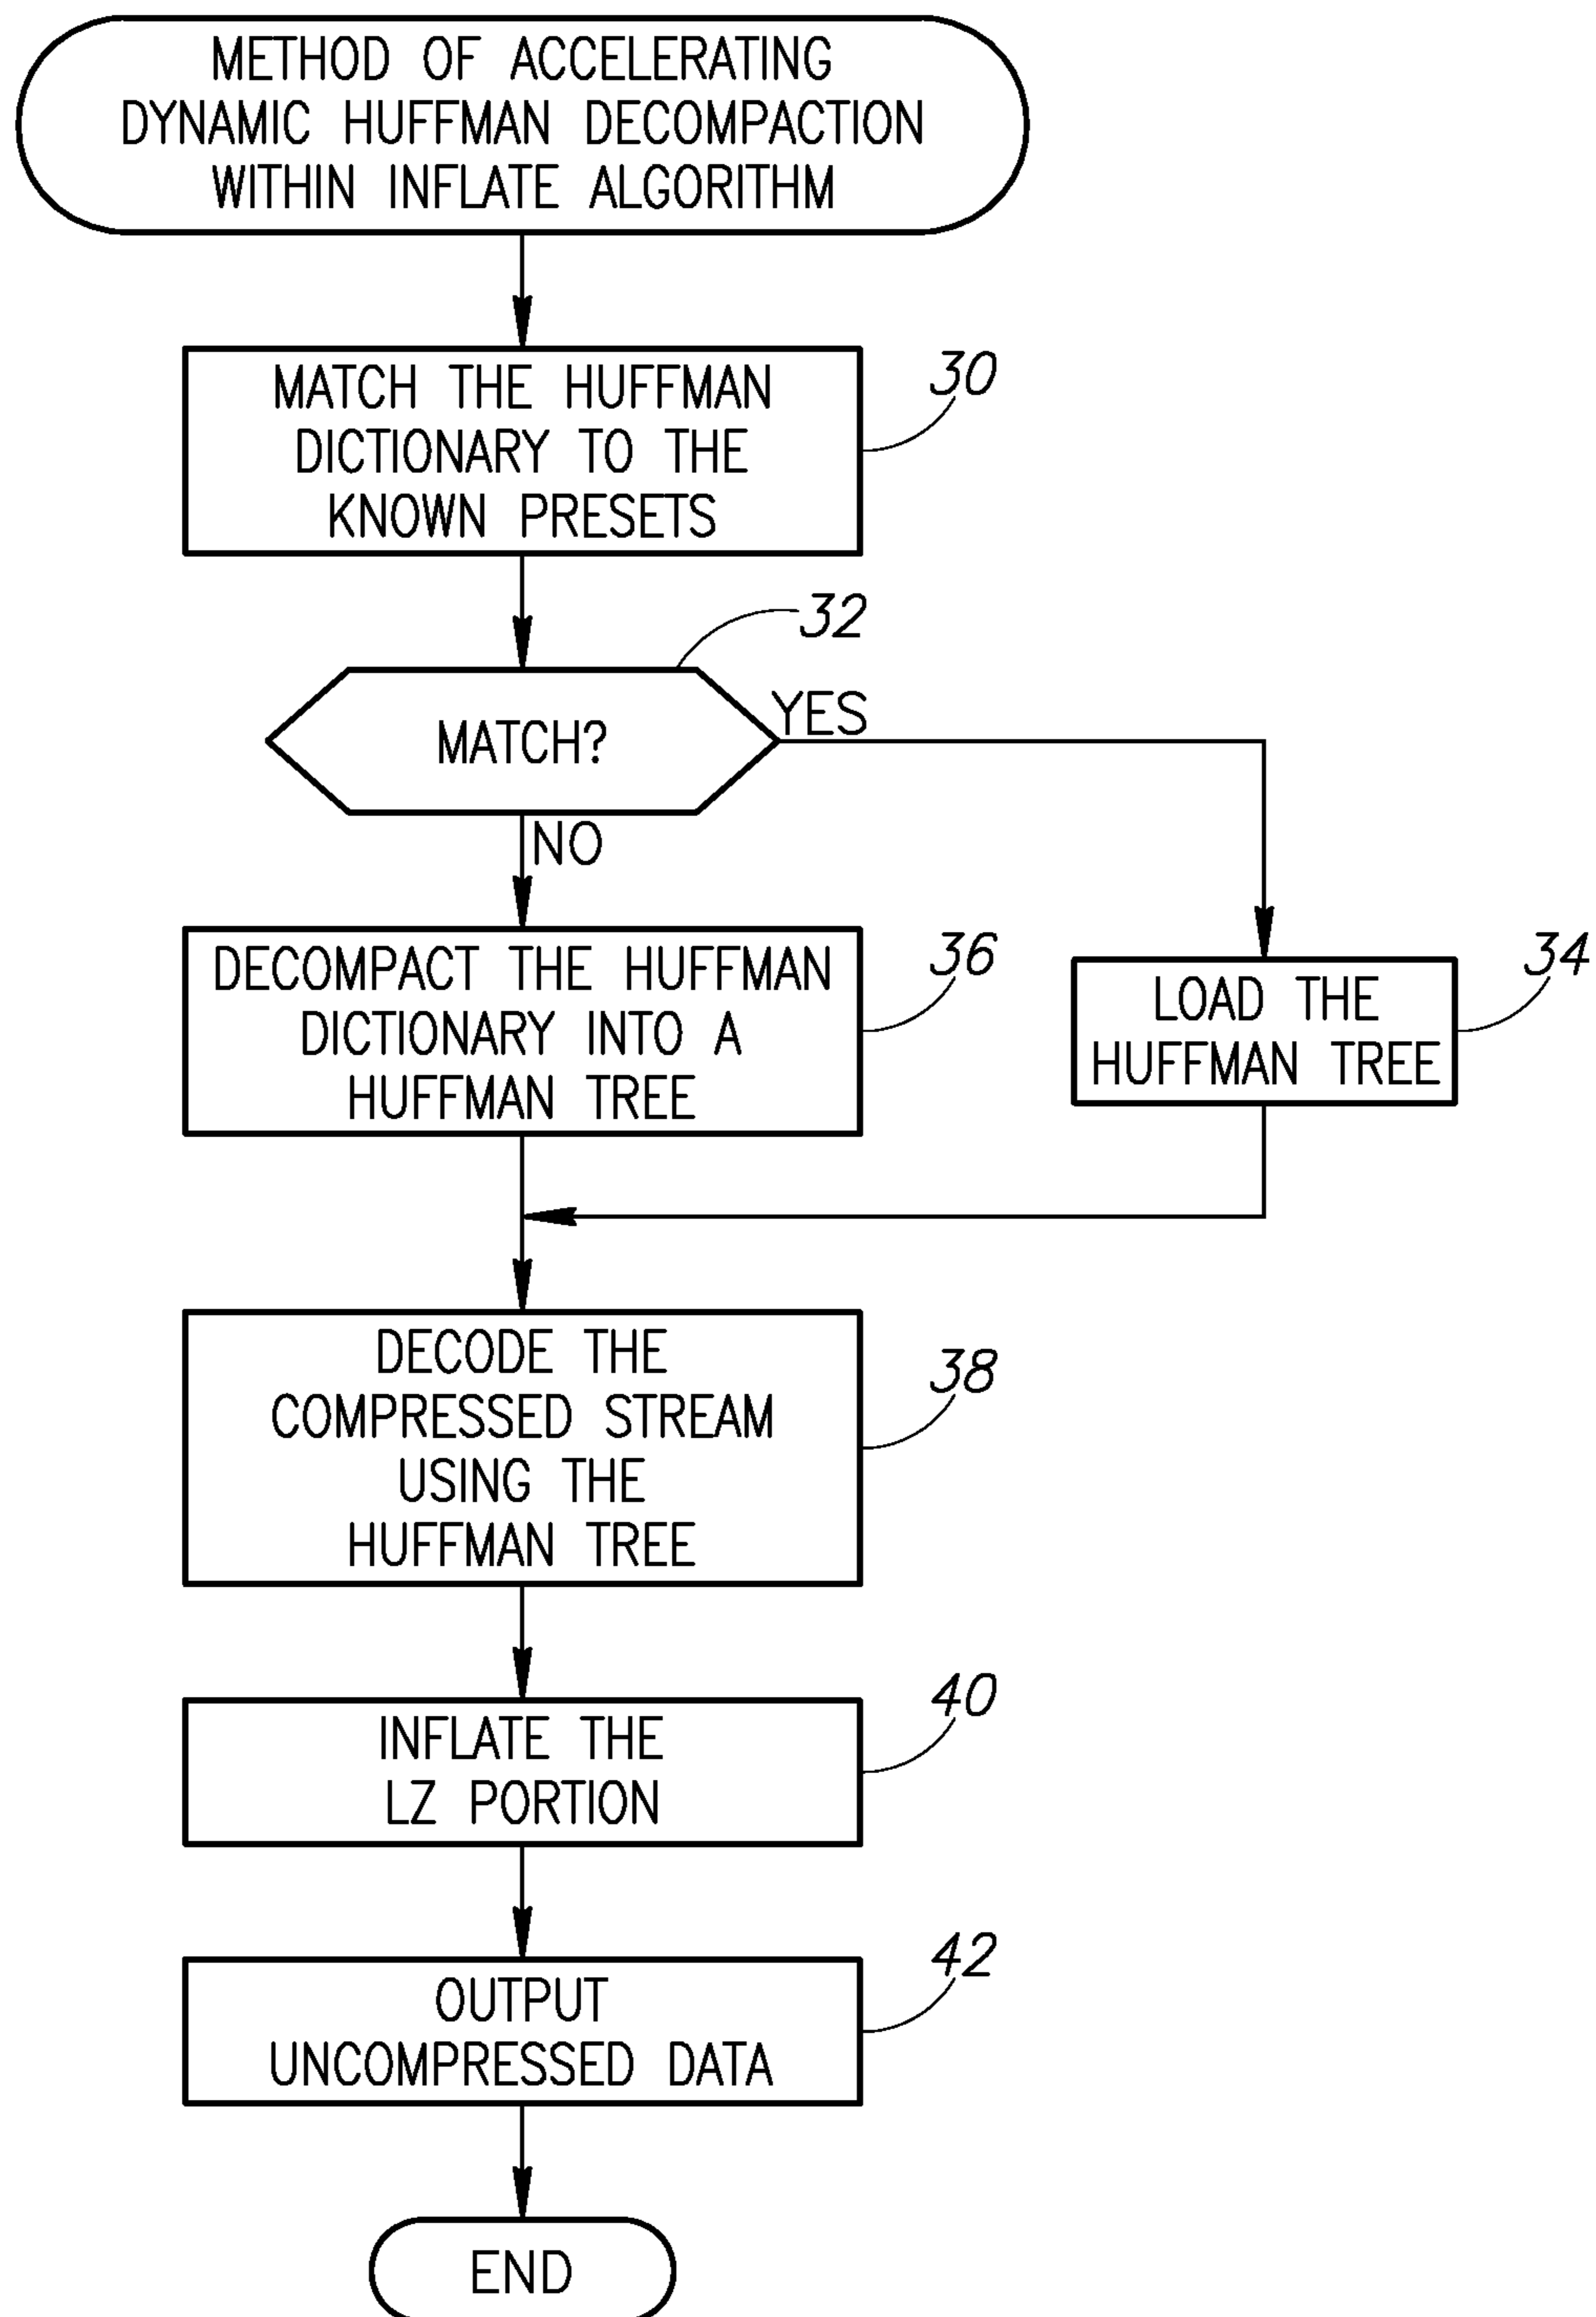 METHOD OF ACCELERATING
DYNAMIC HUFFMAN DECOMPACTION
WITHIN INFLATE ALGORITHM
MATCH THE HUFFMAN
DICTIONARY TO THE
KNOWN PRESETS
30
32
MATCH?
YES
NO
DECOMPACT THE HUFFMAN
DICTIONARY INTO A
HUFFMAN TREE
36
LOAD THE
HUFFMAN TREE
34
DECODE THE
COMPRESSED STREAM
USING THE
HUFFMAN TREE
38
INFLATE THE
LZ PORTION
40
OUTPUT
UNCOMPRESSED DATA
42
END